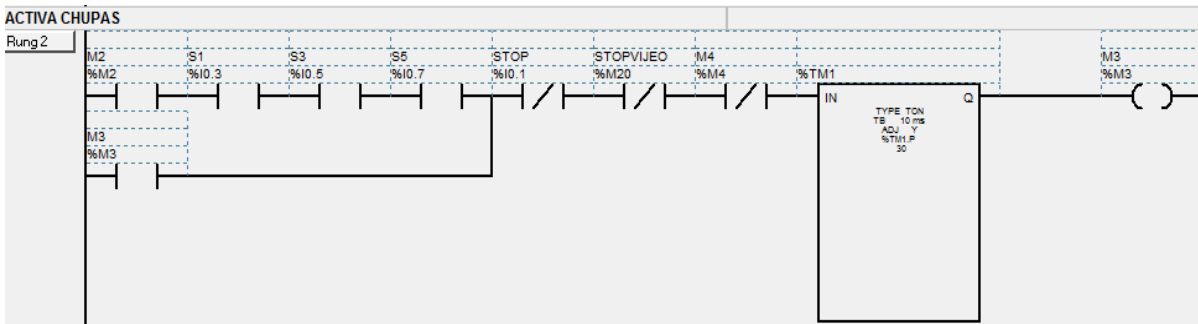 ACTIVA CHUPAS
Rung 2
M2 S1 S3 S5 STOP STOPVIJEO M4 M3
%M2 %I0.3 %I0.5 %I0.7 %I0.1 %M20 %M4 %TM1 %M3
IN Q
TYPE TON
TB 10 ms
ADJ Y
%TM1.P
30
M3
%M3